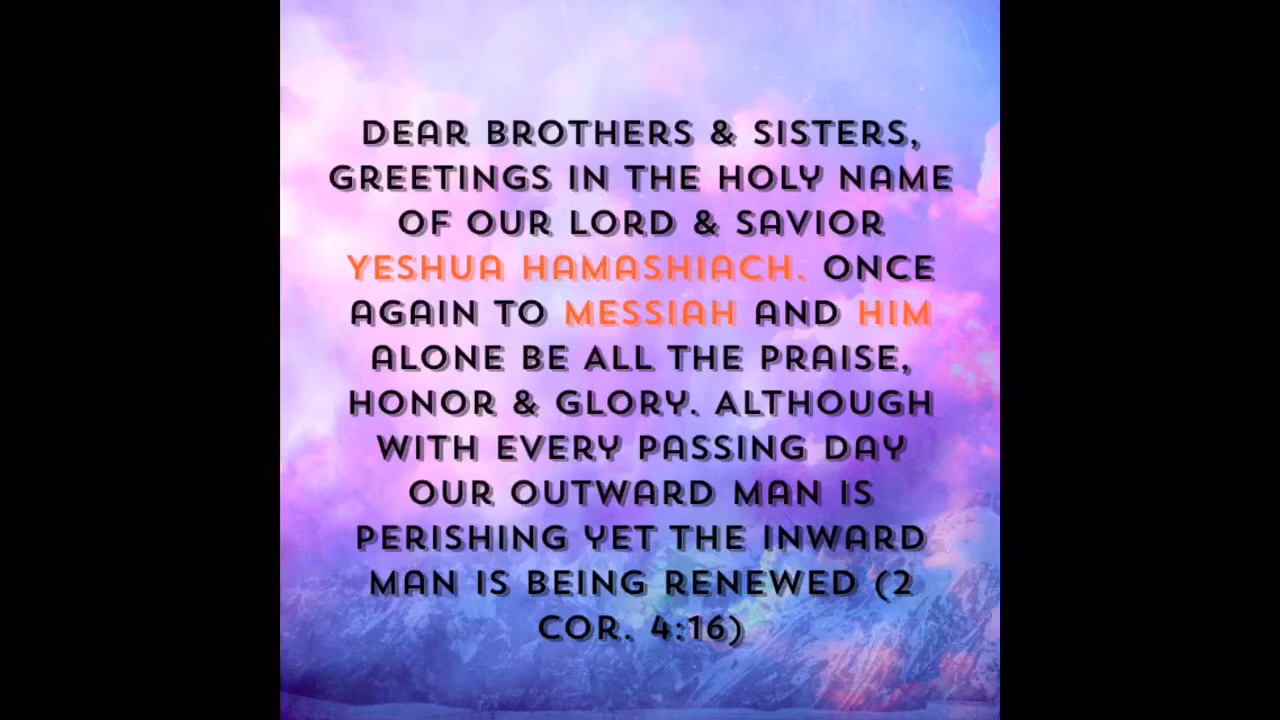 DEAR BROTHERS & SISTERS,
GREETINGS IN THE HOLY NAME
OF OUR LORD & SAVIOR
YESHUA HAMASHIACH. ONCE
AGAIN TO MESSIAH AND HIM
ALONE BE ALL THE PRAISE,
HONOR & GLORY. ALTHOUGH
WITH EVERY PASSING DAY
OUR OUTWARD MAN IS
PERISHING YET THE INWARD
MAN IS BEING RENEWED (2
COR. 4:16)